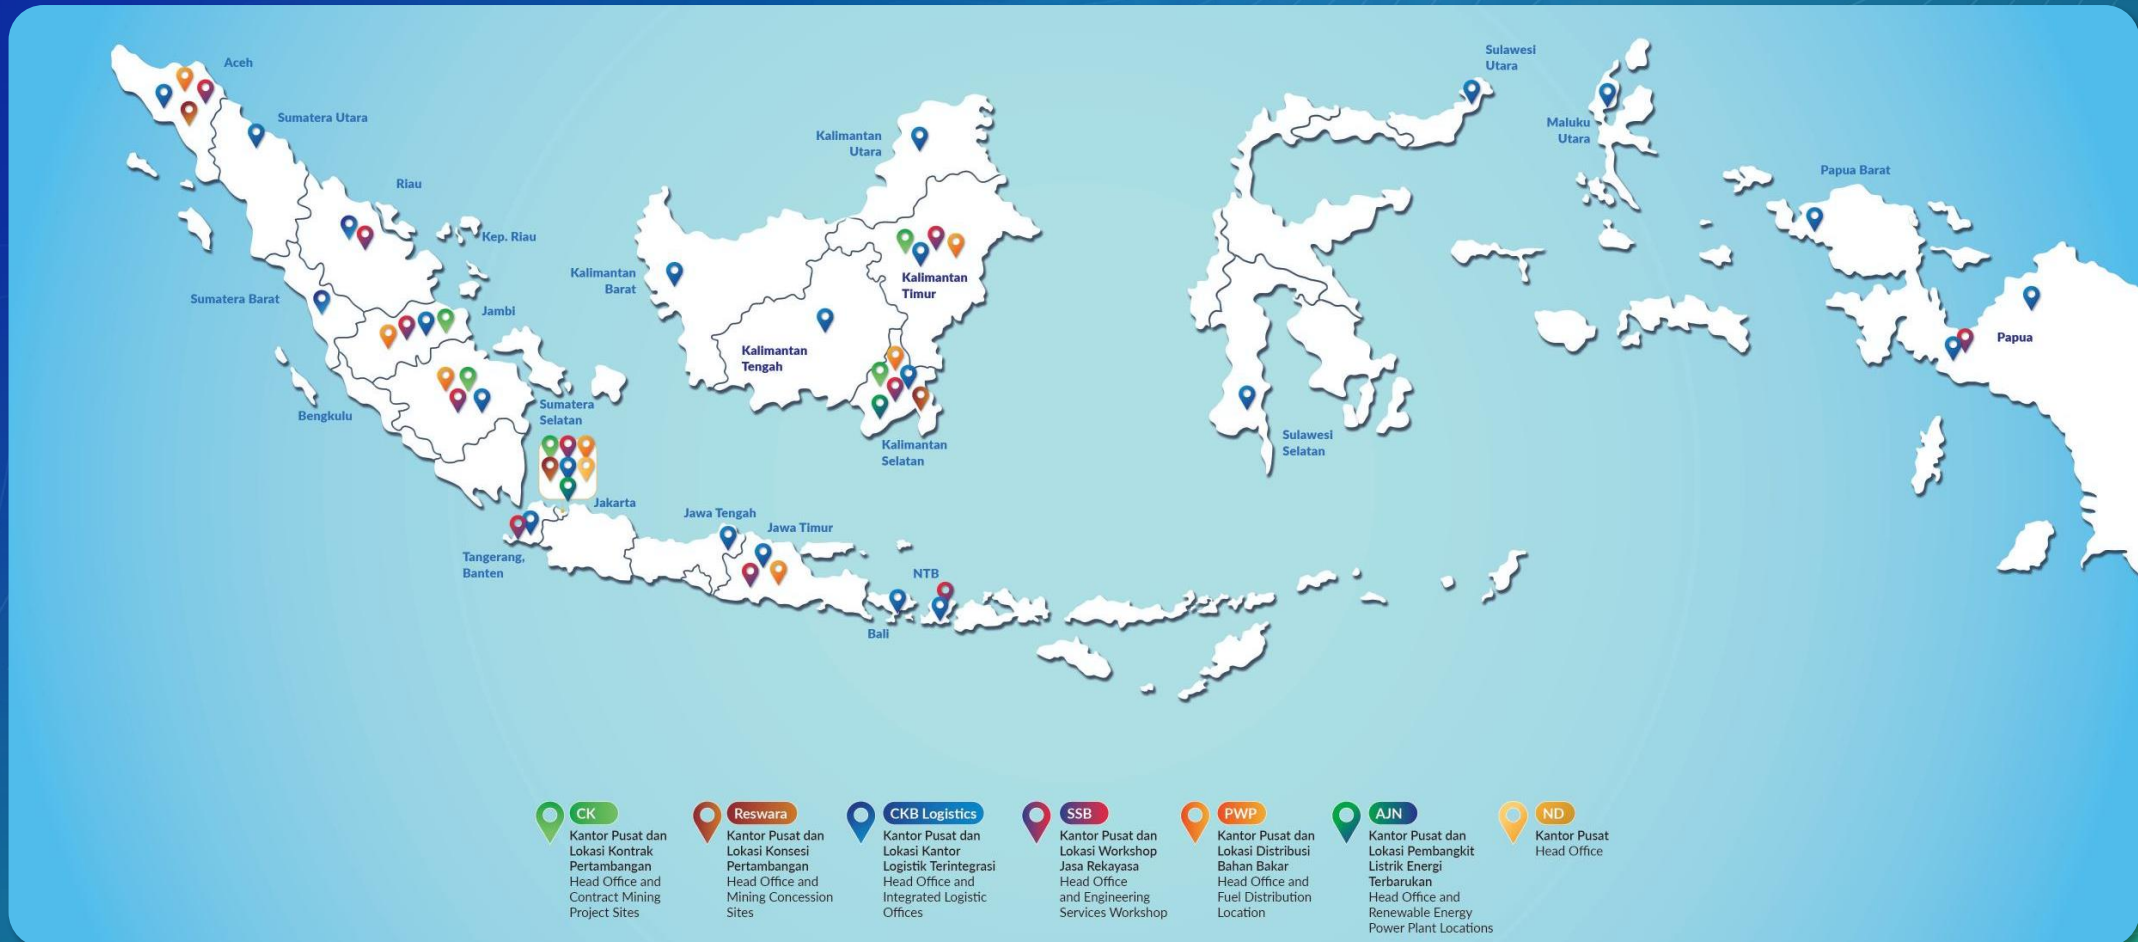 Aceh
Sumatera Utara
Riau
Kep. Riau
Sumatera Barat
Jambi
Bengkulu
Sumatera
Selatan
Jakarta
Tangerang,
Banten
Jawa Tengah
Jawa Timur
Bali
NTB
Kalimantan
Utara
Kalimantan
Barat
Kalimantan
Timur
Kalimantan
Tengah
Kalimantan
Selatan
Sulawesi
Utara
Sulawesi
Selatan
Maluku
Utara
Papua Barat
Papua
CK
Kantor Pusat dan
Lokasi Kontrak
Pertambangan
Head Office and
Contract Mining
Project Sites
Reswara
Kantor Pusat dan
Lokasi Konsesi
Pertambangan
Head Office and
Mining Concession
Sites
CKB Logistics
Kantor Pusat dan
Lokasi Kantor
Logistik Terintegrasi
Head Office and
Integrated Logistic
Offices
SSB
Kantor Pusat dan
Lokasi Workshop
Jasa Rekayasa
Head Office
and Engineering
Services Workshop
PWP
Kantor Pusat dan
Lokasi Distribusi
Bahan Bakar
Head Office and
Fuel Distribution
Location
AJN
Kantor Pusat dan
Lokasi Pembangkit
Listrik Energi
Terbarukan
Head Office and
Renewable Energy
Power Plant Locations
ND
Kantor Pusat
Head Office